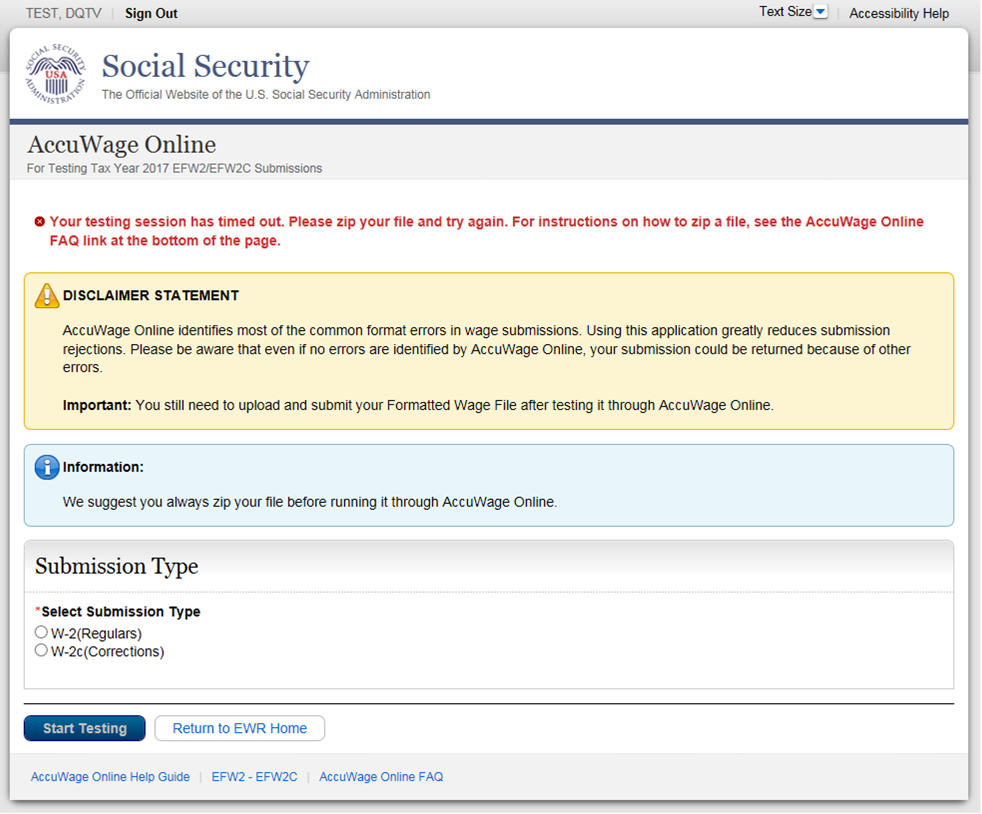 TEST, DQTV | Sign Out
Text Size
Accessibility Help
SOCIAL SECURITY ADMINISTRATION
USA
Social Security
The Official Website of the U.S. Social Security Administration
AccuWage Online
For Testing Tax Year 2017 EFW2/EFW2C Submissions
Your testing session has timed out. Please zip your file and try again. For instructions on how to zip a file, see the AccuWage Online
FAQ link at the bottom of the page.
DISCLAIMER STATEMENT
AccuWage Online identifies most of the common format errors in wage submissions. Using this application greatly reduces submission
rejections. Please be aware that even if no errors are identified by AccuWage Online, your submission could be returned because of other
errors.
Important: You still need to upload and submit your Formatted Wage File after testing it through AccuWage Online.
Information:
We suggest you always zip your file before running it through AccuWage Online.
Submission Type
*Select Submission Type
W-2(Regulars)
W-2c(Corrections)
Start Testing
Return to EWR Home
AccuWage Online Help Guide | EFW2 - EFW2C | AccuWage Online FAQ